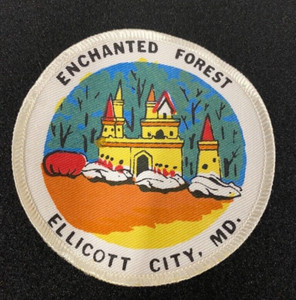 ENCHANTED FOREST
ELLICOTT CITY, MD.